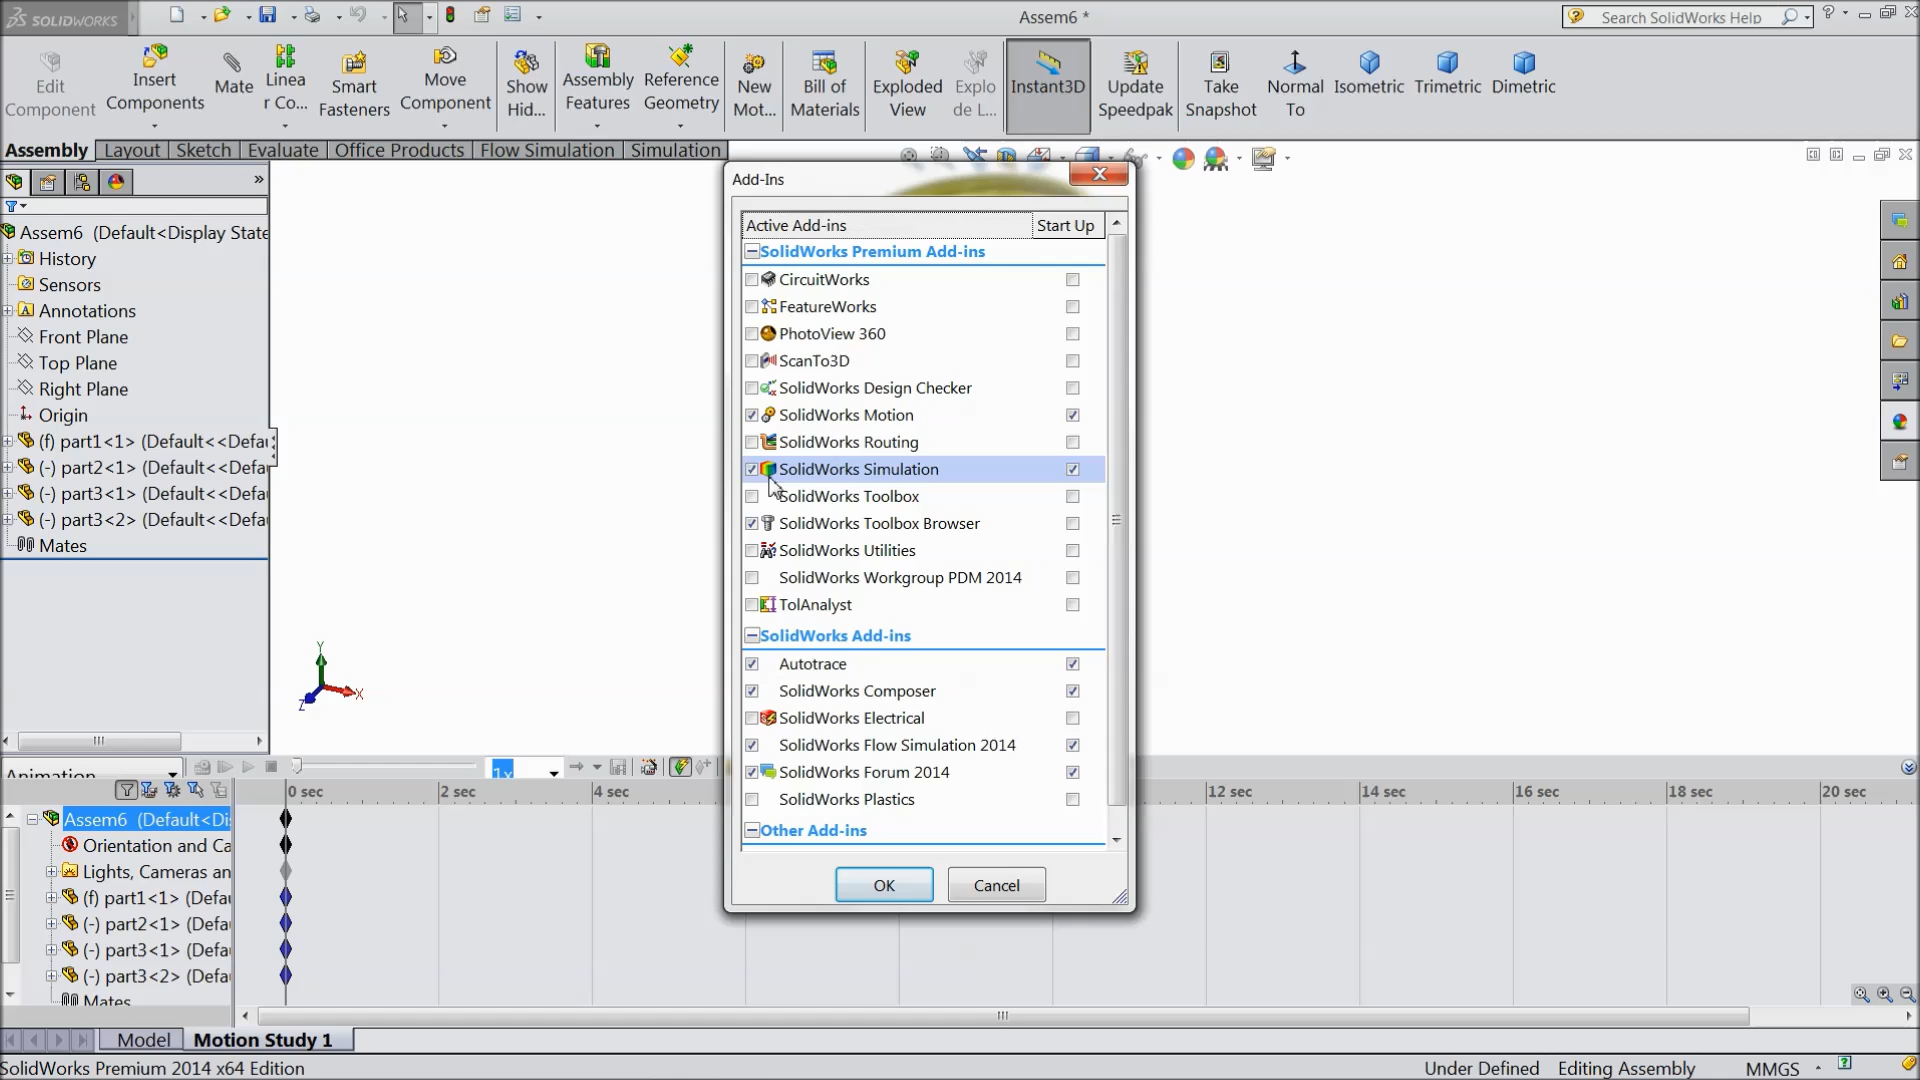 SOLIDWORKS
Assem6 *
Search SolidWorks Help
Edit Component
Insert Components
Mate
Linea r Co...
Smart Fasteners
Move Component
Show Hid...
Assembly Features
Reference Geometry
New Mot...
Bill of Materials
Exploded View
Explo de L...
Instant3D
Update Speedpak
Take Snapshot
Normal To
Isometric
Trimetric
Dimetric
Assembly
Layout
Sketch
Evaluate
Office Products
Flow Simulation
Simulation
Assem6 (Default<Display State
History
Sensors
Annotations
Front Plane
Top Plane
Right Plane
Origin
(f) part1<1> (Default<<Defau
(-) part2<1> (Default<<Defau
(-) part3<1> (Default<<Defau
(-) part3<2> (Default<<Defau
Mates
Y
X
Z
Add-Ins
Active Add-ins
Start Up
SolidWorks Premium Add-ins
CircuitWorks
FeatureWorks
PhotoView 360
ScanTo3D
SolidWorks Design Checker
SolidWorks Motion
SolidWorks Routing
SolidWorks Simulation
SolidWorks Toolbox
SolidWorks Toolbox Browser
SolidWorks Utilities
SolidWorks Workgroup PDM 2014
TolAnalyst
SolidWorks Add-ins
Autotrace
SolidWorks Composer
SolidWorks Electrical
SolidWorks Flow Simulation 2014
SolidWorks Forum 2014
SolidWorks Plastics
Other Add-ins
OK
Cancel
Animation
1x
0 sec
2 sec
4 sec
12 sec
14 sec
16 sec
18 sec
20 sec
Assem6 (Default<Di
Orientation and Ca
Lights, Cameras an
(f) part1<1> (Defau
(-) part2<1> (Defau
(-) part3<1> (Defau
(-) part3<2> (Defau
Mates
Model
Motion Study 1
SolidWorks Premium 2014 x64 Edition
Under Defined
Editing Assembly
MMGS